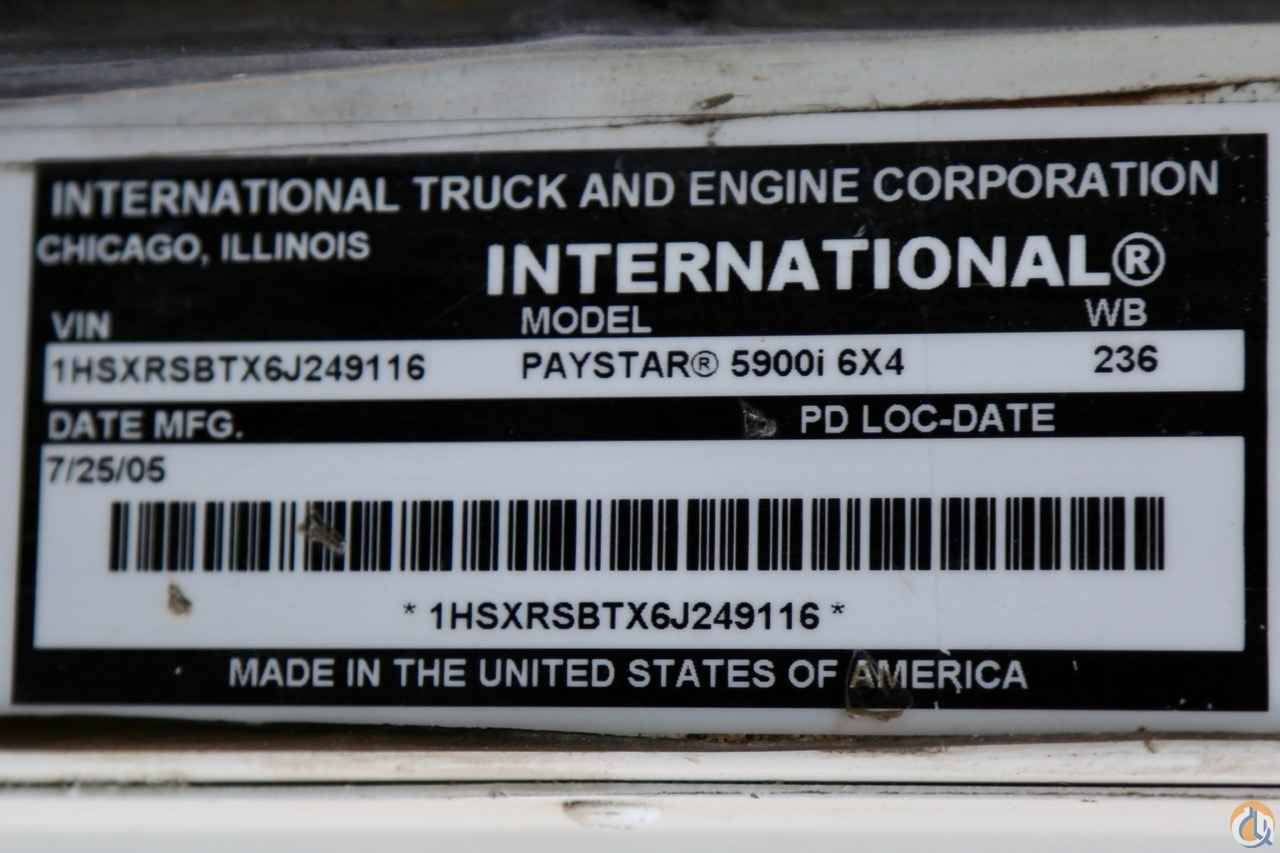 INTERNATIONAL TRUCK AND ENGINE CORPORATION
CHICAGO, ILLINOIS
INTERNATIONAL®
VIN MODEL WB
1HSXRSBTX6J249116 PAYSTAR® 5900i 6X4 236
DATE MFG. PD LOC-DATE
7/25/05
* 1HSXRSBTX6J249116 *
MADE IN THE UNITED STATES OF AMERICA